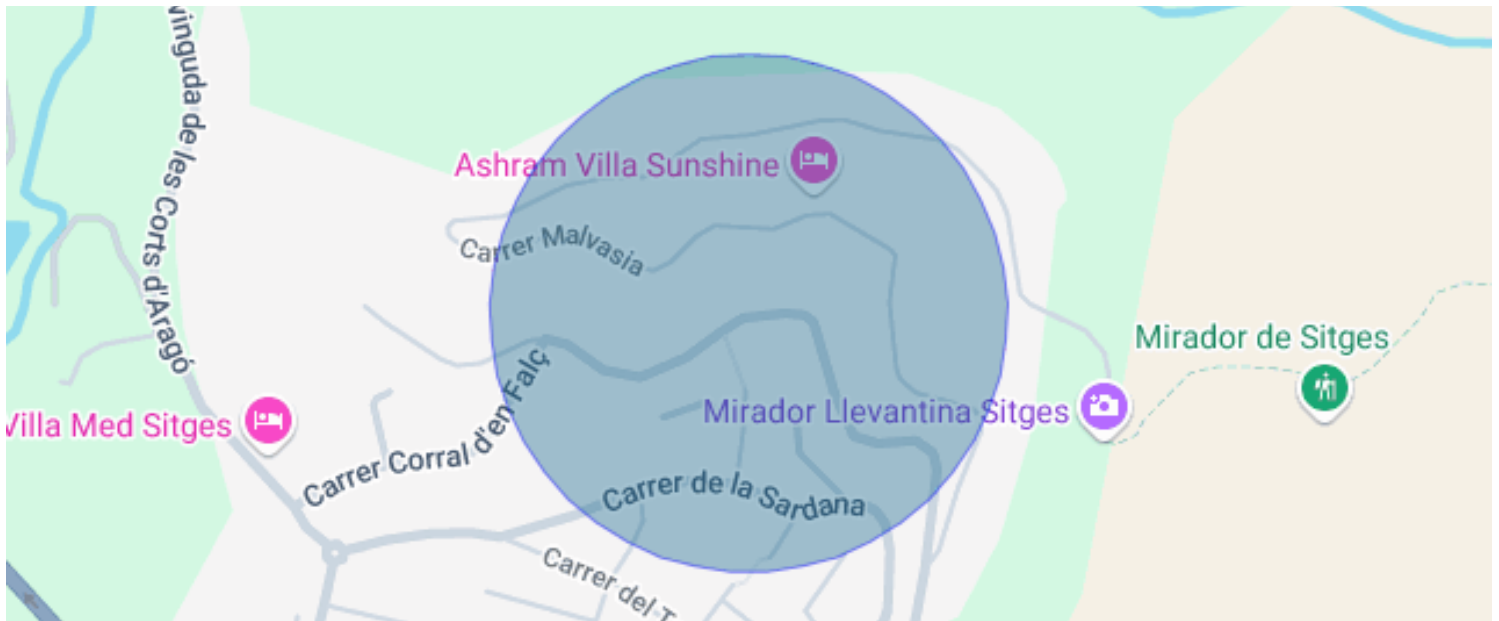 vinguda de les Corts d'Aragó
Ashram Villa Sunshine
Carrer Malvasia
Mirador de Sitges
Villa Med Sitges
Mirador Llevantina Sitges
Carrer Corral d'en Falç
Carrer de la Sardana
Carrer del T